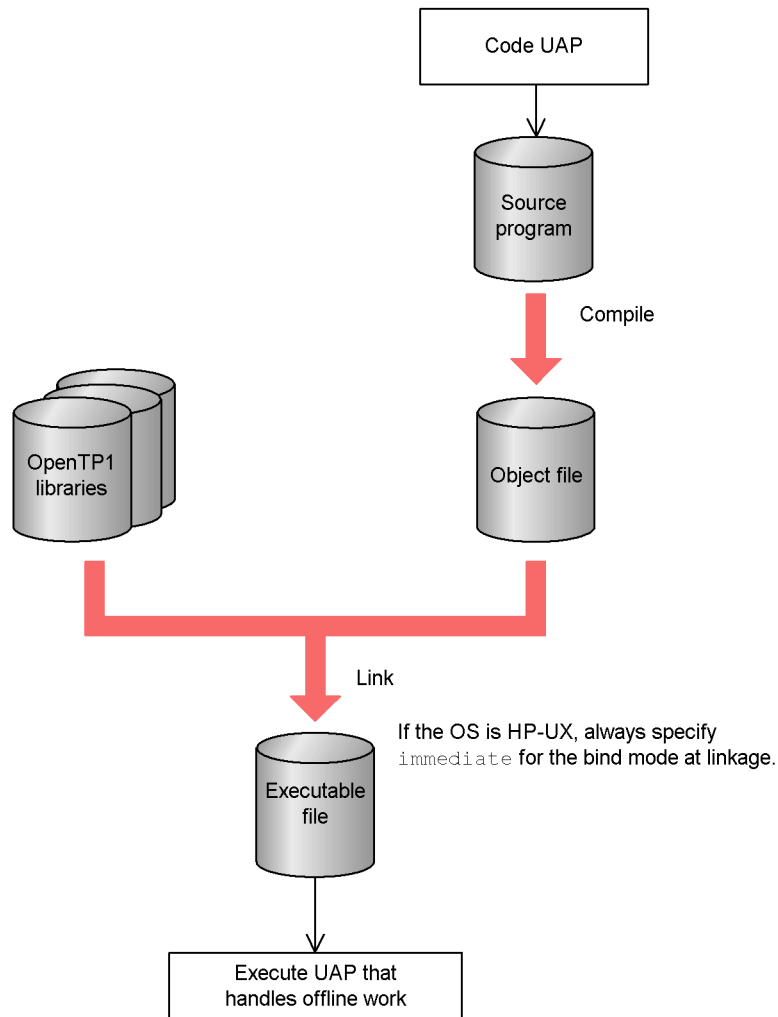 Code UAP
Source
program
Compile
OpenTP1
libraries
Object file
Link
If the OS is HP-UX, always specify
immediate for the bind mode at linkage.
Executable
file
Execute UAP that
handles offline work